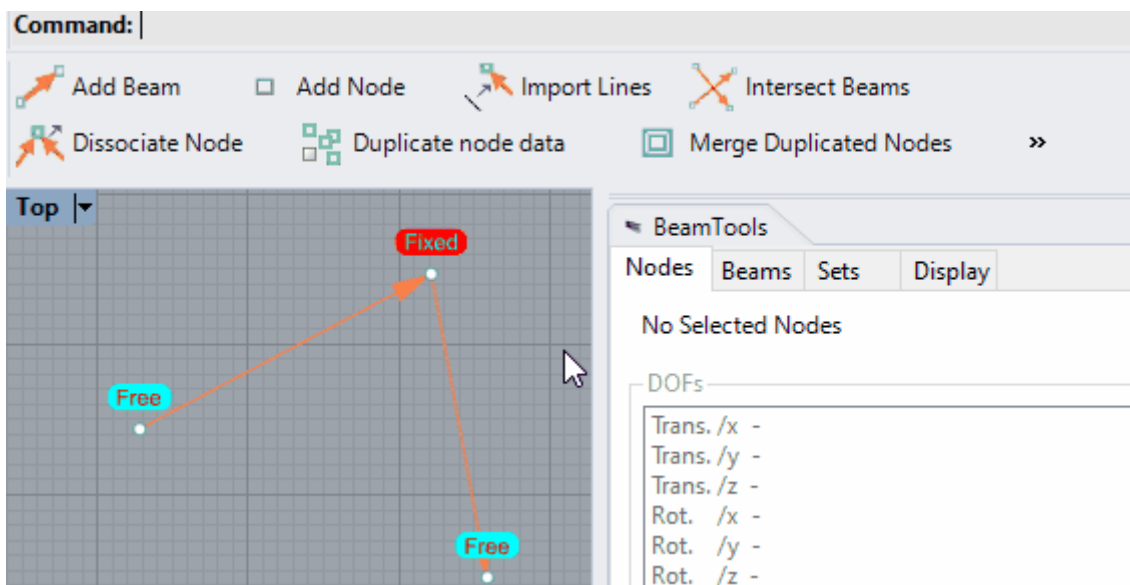 Command:
Add Beam Add Node Import Lines Intersect Beams
Dissociate Node Duplicate node data Merge Duplicated Nodes »
Top
Fixed
Free
Free
BeamTools
Nodes Beams Sets Display
No Selected Nodes
DOFs
Trans. /x -
Trans. /y -
Trans. /z -
Rot. /x -
Rot. /y -
Rot. /z -